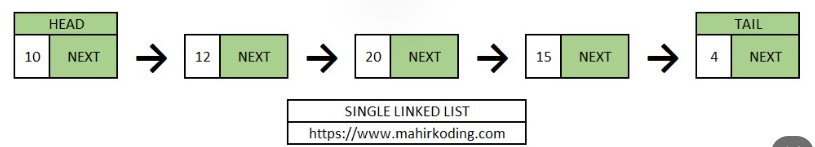 HEAD
TAIL
10 NEXT 12 NEXT 20 NEXT 15 NEXT 4 NEXT
SINGLE LINKED LIST
https://www.mahirkoding.com